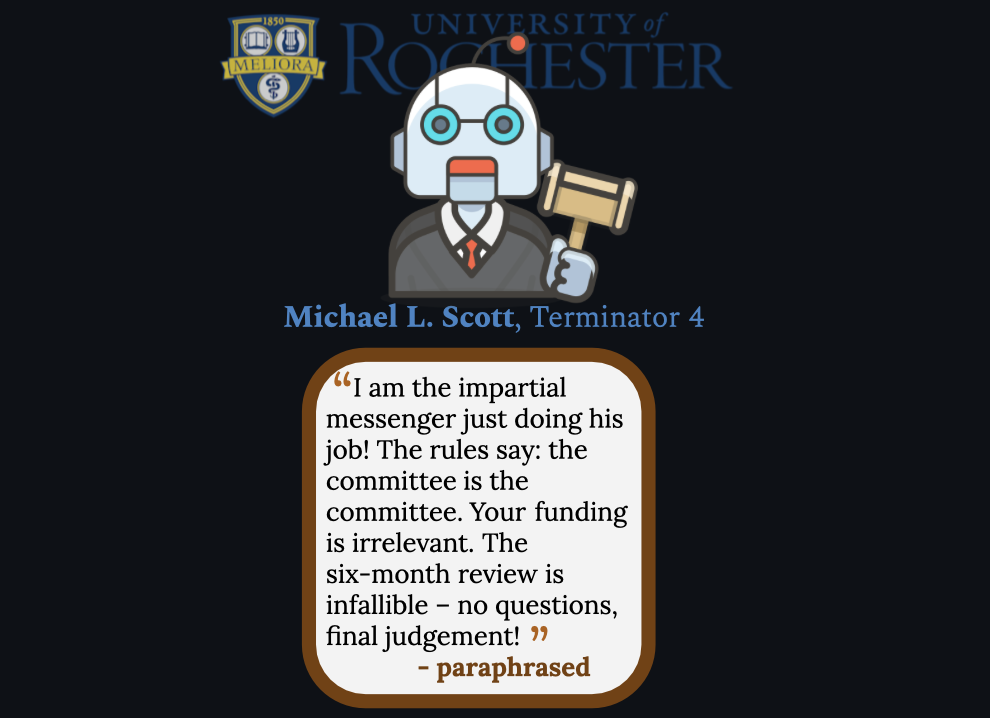 1850
MELIORA
UNIVERSITY of
ROCHESTER
Michael L. Scott, Terminator 4
“I am the impartial
messenger just doing his
job! The rules say: the
committee is the
committee. Your funding
is irrelevant. The
six-month review is
infallible – no questions,
final judgement! ”
- paraphrased